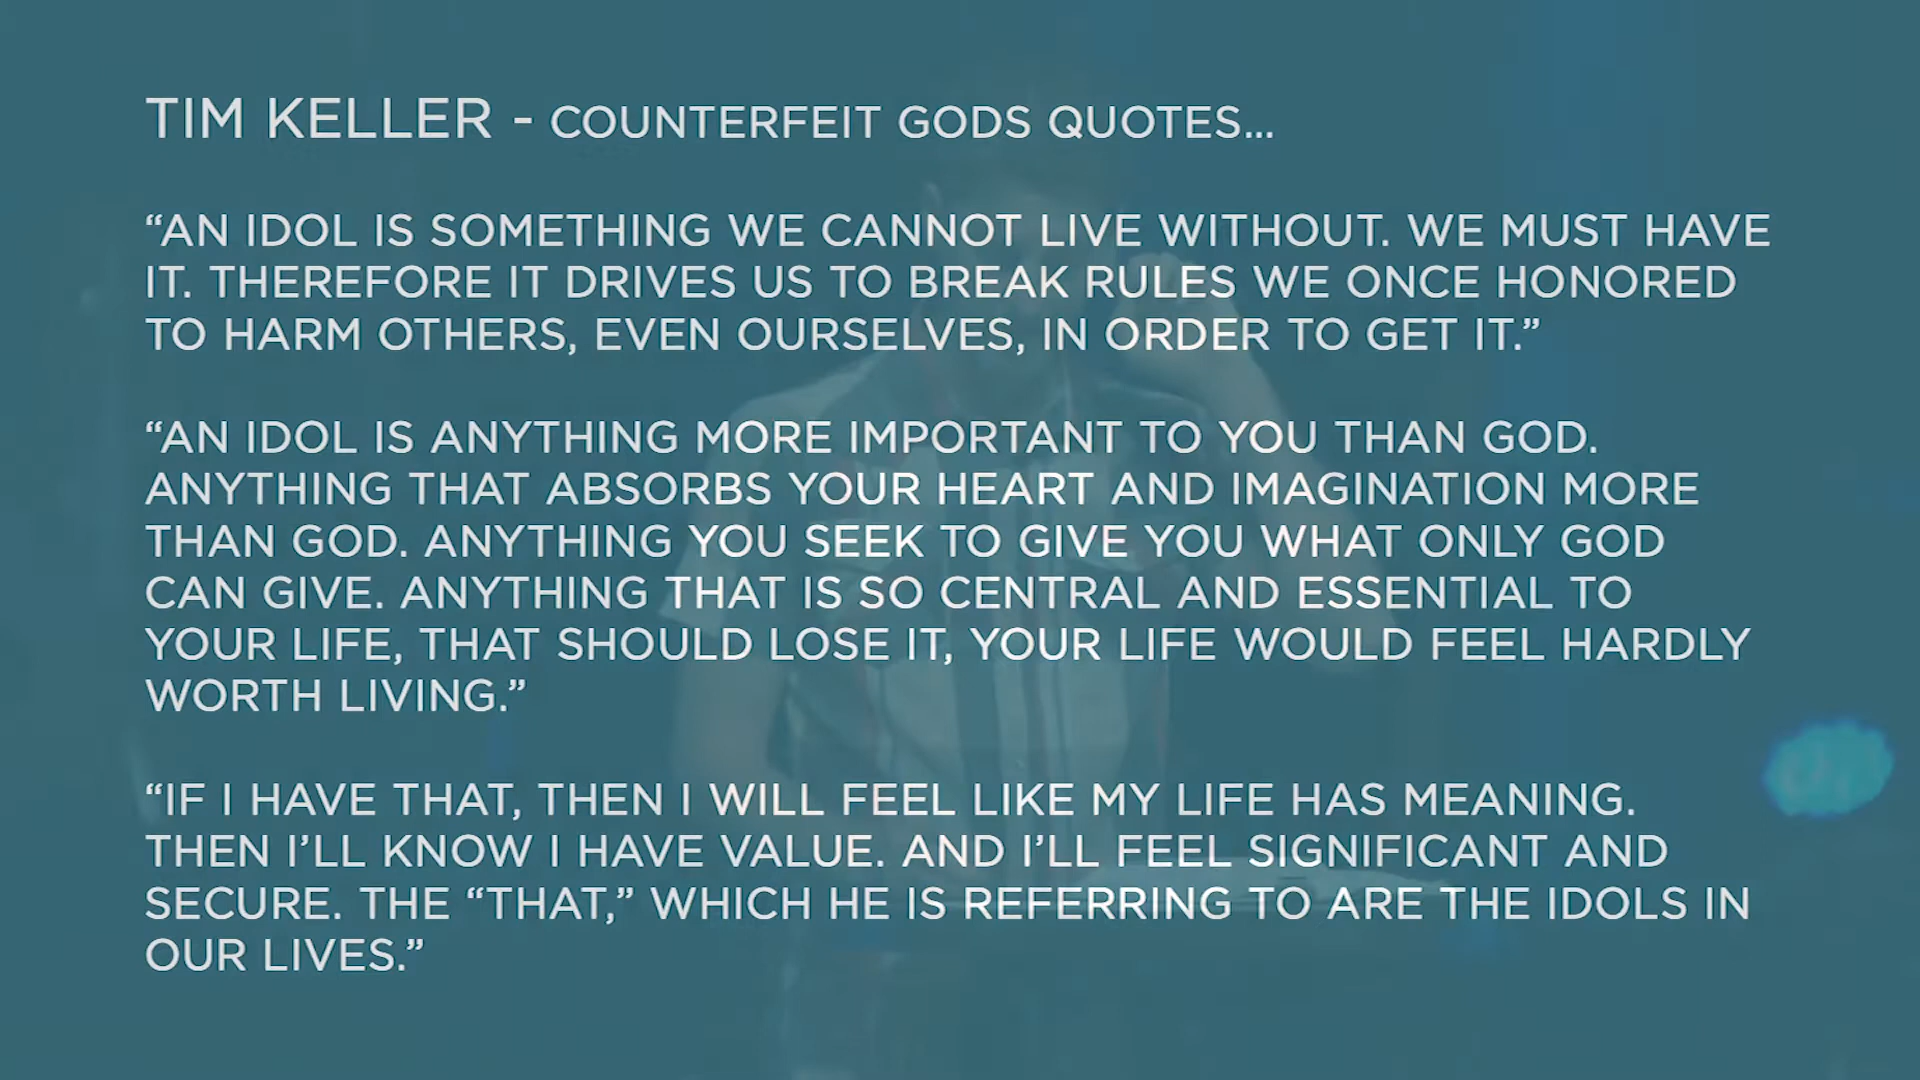 TIM KELLER - COUNTERFEIT GODS QUOTES...
“AN IDOL IS SOMETHING WE CANNOT LIVE WITHOUT. WE MUST HAVE
IT. THEREFORE IT DRIVES US TO BREAK RULES WE ONCE HONORED
TO HARM OTHERS, EVEN OURSELVES, IN ORDER TO GET IT.”
“AN IDOL IS ANYTHING MORE IMPORTANT TO YOU THAN GOD.
ANYTHING THAT ABSORBS YOUR HEART AND IMAGINATION MORE
THAN GOD. ANYTHING YOU SEEK TO GIVE YOU WHAT ONLY GOD
CAN GIVE. ANYTHING THAT IS SO CENTRAL AND ESSENTIAL TO
YOUR LIFE, THAT SHOULD LOSE IT, YOUR LIFE WOULD FEEL HARDLY
WORTH LIVING.”
“IF I HAVE THAT, THEN I WILL FEEL LIKE MY LIFE HAS MEANING.
THEN I’LL KNOW I HAVE VALUE. AND I’LL FEEL SIGNIFICANT AND
SECURE. THE “THAT,” WHICH HE IS REFERRING TO ARE THE IDOLS IN
OUR LIVES.”